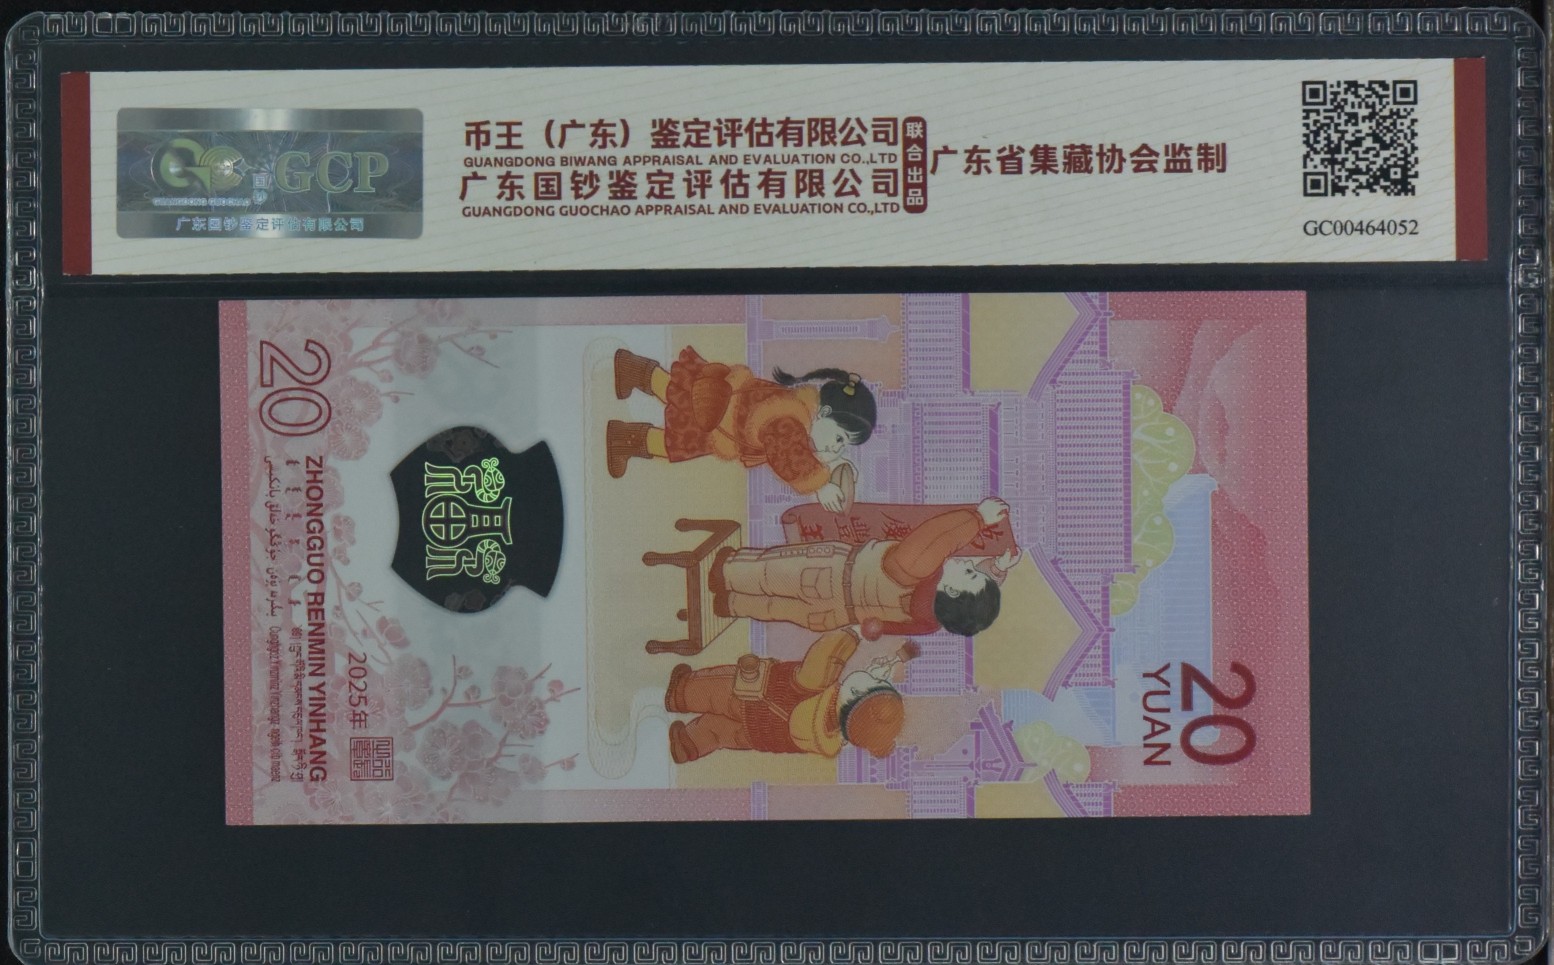 GCP
GUANGDONG GUOCHAO
国钞
广东国钞鉴定评估有限公司
币王（广东）鉴定评估有限公司
GUANGDONG BIWANG APPRAISAL AND EVALUATION CO.,LTD
广东国钞鉴定评估有限公司
GUANGDONG GUOCHAO APPRAISAL AND EVALUATION CO.,LTD
联合出品
广东省集藏协会监制
GC00464052
20
YUAN
20
ZHONGGUO RENMIN YINHANG
2025年